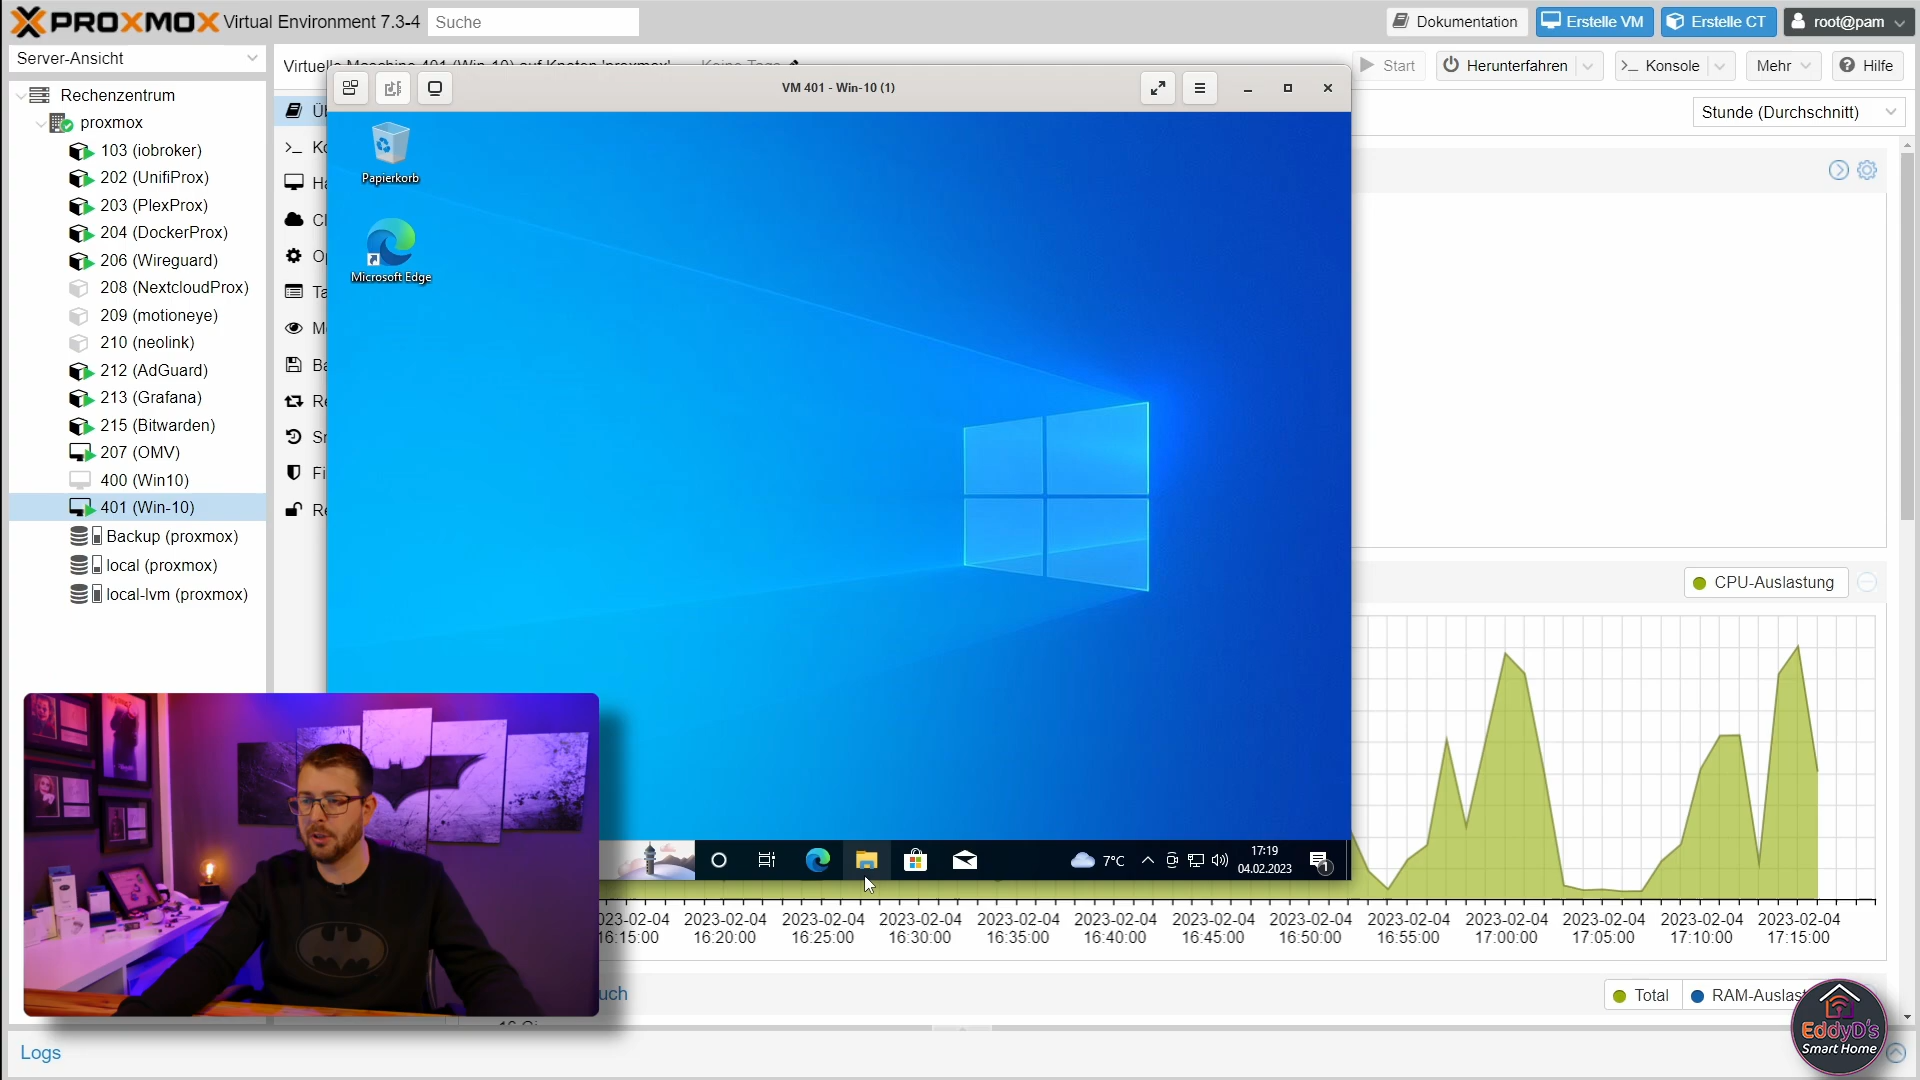 PROXMOX Virtual Environment 7.3-4
Suche
Dokumentation
Erstelle VM
Erstelle CT
root@pam
Server-Ansicht
Start
Herunterfahren
Konsole
Mehr
Hilfe
VM 401 - Win-10 (1)
Stunde (Durchschnitt)
Rechenzentrum
proxmox
103 (iobroker)
202 (UnifiProx)
203 (PlexProx)
204 (DockerProx)
206 (Wireguard)
208 (NextcloudProx)
209 (motioneye)
210 (neolink)
212 (AdGuard)
213 (Grafana)
215 (Bitwarden)
207 (OMV)
400 (Win10)
401 (Win-10)
Backup (proxmox)
local (proxmox)
local-lvm (proxmox)
Papierkorb
Microsoft Edge
CPU-Auslastung
7°C
17:19
04.02.2023
1
23-02-04 2023-02-04 2023-02-04 2023-02-04 2023-02-04 2023-02-04 2023-02-04 2023-02-04 2023-02-04 2023-02-04 2023-02-04 2023-02-04 2023-02-04
16:15:00 16:20:00 16:25:00 16:30:00 16:35:00 16:40:00 16:45:00 16:50:00 16:55:00 17:00:00 17:05:00 17:10:00 17:15:00
uch
Total
RAM-Auslast
EddyD's
Smart Home
Logs